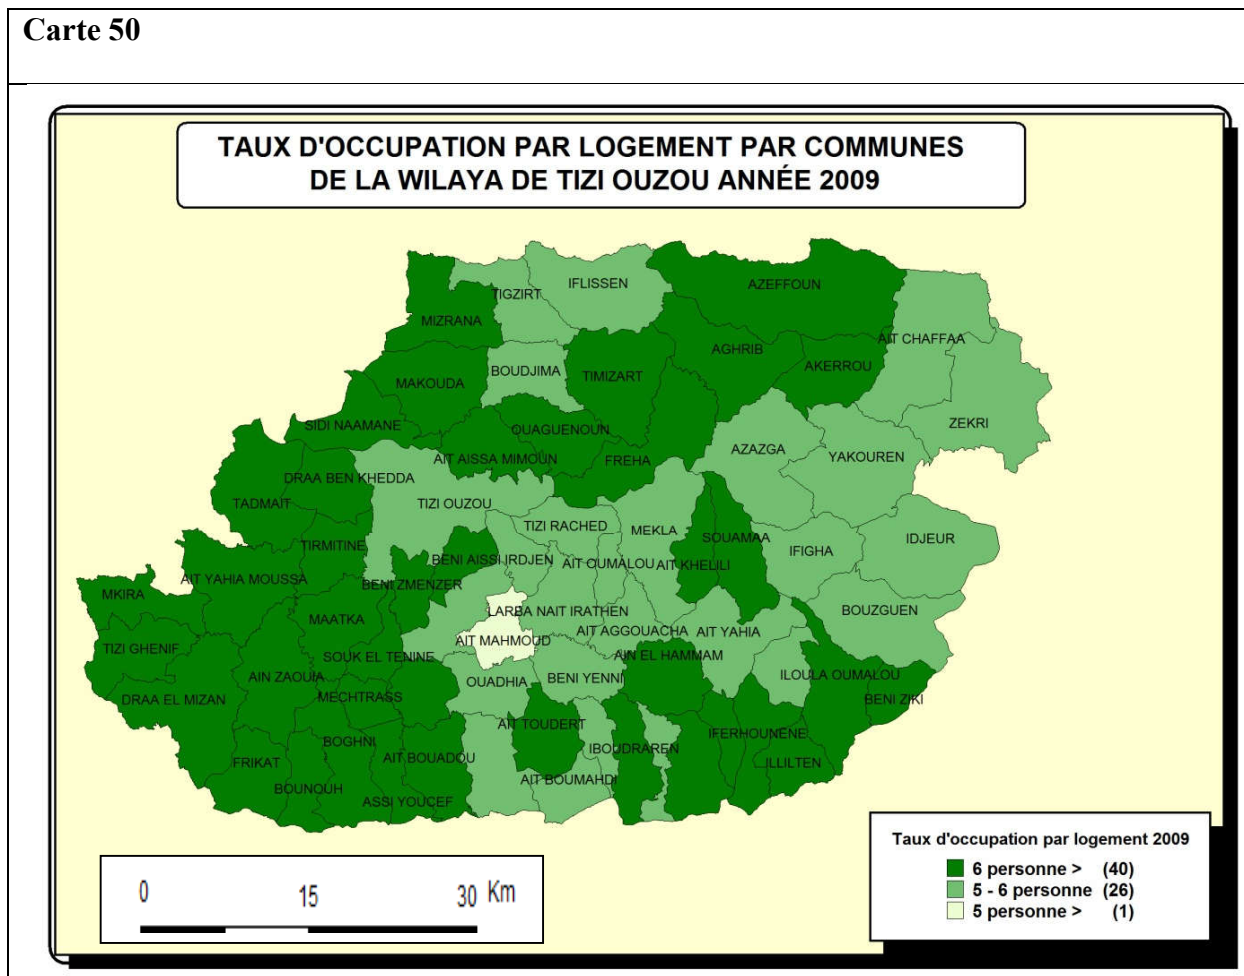 Carte 50
TAUX D'OCCUPATION PAR LOGEMENT PAR COMMUNES
DE LA WILAYA DE TIZI OUZOU ANNÉE 2009
IFLISSEN
AZEFFOUN
TIGZIRT
MIZRANA
AIT CHAFFAA
AGHRIB
AKERROU
BOUDJIMA
TIMIZART
MAKOUDA
ZEKRI
SIDI NAAMANE
OUAGUENOUN
AZAZGA
YAKOUREN
AIT AISSA MIMOUN
FREHA
DRAA BEN KHEDDA
TADMAIT
TIZI OUZOU
TIZI RACHED
MEKLA
SOUAMAA
IDJEUR
TIRMITINE
IFIGHA
BENI AISSI
IRDJEN
AIT OUMALOU
AIT KHELILI
AIT YAHIA MOUSSA
BENI ZMENZER
MKIRA
LARBA NAIT IRATHEN
BOUZGUEN
MAATKA
AIT AGGOUACHA
AIT YAHIA
AIT MAHMOUD
TIZI GHENIF
SOUK EL TENINE
AIN EL HAMMAM
AIN ZAOUIA
OUADHIA
BENI YENNI
ILOULA OUMALOU
DRAA EL MIZAN
MECHTRASS
BENI ZIKI
AIT TOUDERT
IFERHOUNENE
BOGHNI
IBOUDRAREN
AIT BOUADOU
FRIKAT
ILLILTEN
AIT BOUMAHDI
BOUNOUH
ASSI YOUCEF
Taux d'occupation par logement 2009
6 personne > (40)
5 - 6 personne (26)
5 personne > (1)
0 15 30 Km